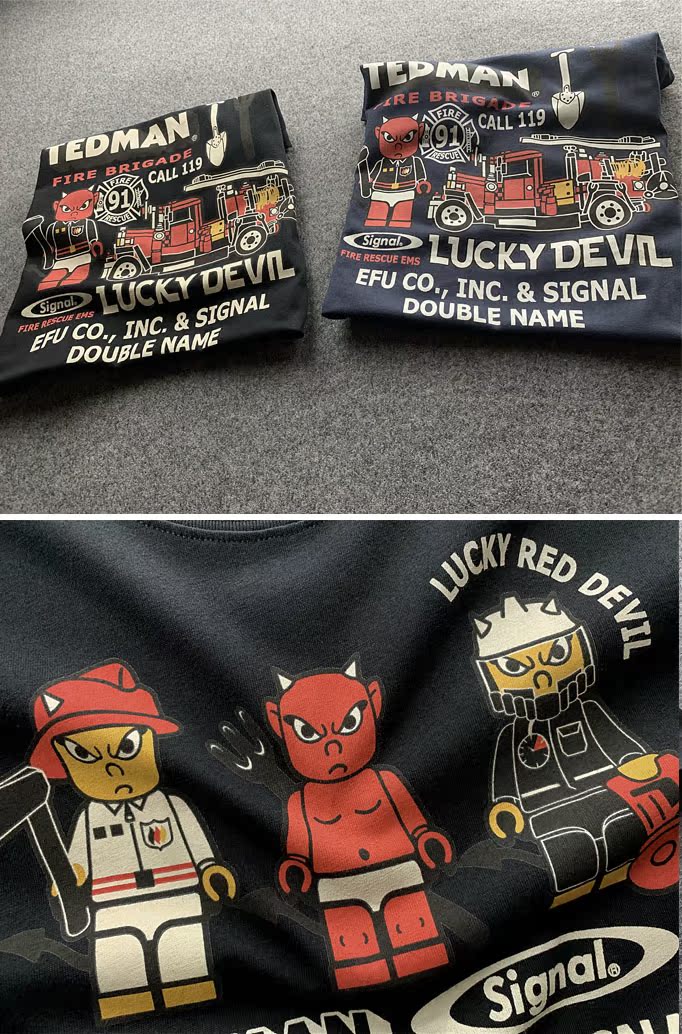 TEDMAN®
FIRE BRIGADE
CALL 119
FIRE
91
RESCUE
Signal®
LUCKY DEVIL
FIRE RESCUE EMS
EFU CO., INC. & SIGNAL
DOUBLE NAME
TEDMAN®
FIRE BRIGADE
CALL 119
FIRE
91
RESCUE
Signal®
LUCKY DEVIL
FIRE RESCUE EMS
EFU CO., INC. & SIGNAL
DOUBLE NAME
LUCKY RED DEVIL
Signal®